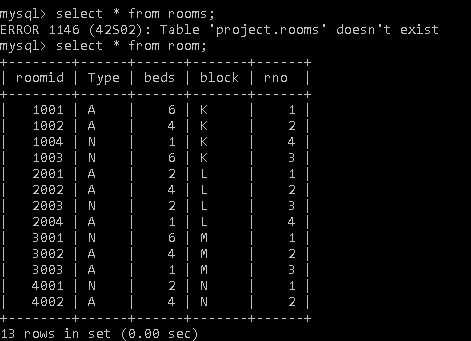 mysql> select * from rooms;
ERROR 1146 (42S02): Table 'project.rooms' doesn't exist
mysql> select * from room;
+--------+------+------+-------+------+
| roomid | Type | beds | block | rno  |
+--------+------+------+-------+------+
|   1001 | A    |    6 | K     |    1 |
|   1002 | A    |    4 | K     |    2 |
|   1004 | N    |    1 | K     |    4 |
|   1003 | N    |    6 | K     |    3 |
|   2001 | A    |    2 | L     |    1 |
|   2002 | A    |    4 | L     |    2 |
|   2003 | N    |    2 | L     |    3 |
|   2004 | A    |    1 | L     |    4 |
|   3001 | N    |    6 | M     |    1 |
|   3002 | A    |    4 | M     |    2 |
|   3003 | A    |    1 | M     |    3 |
|   4001 | N    |    2 | N     |    1 |
|   4002 | A    |    4 | N     |    2 |
+--------+------+------+-------+------+
13 rows in set (0.00 sec)